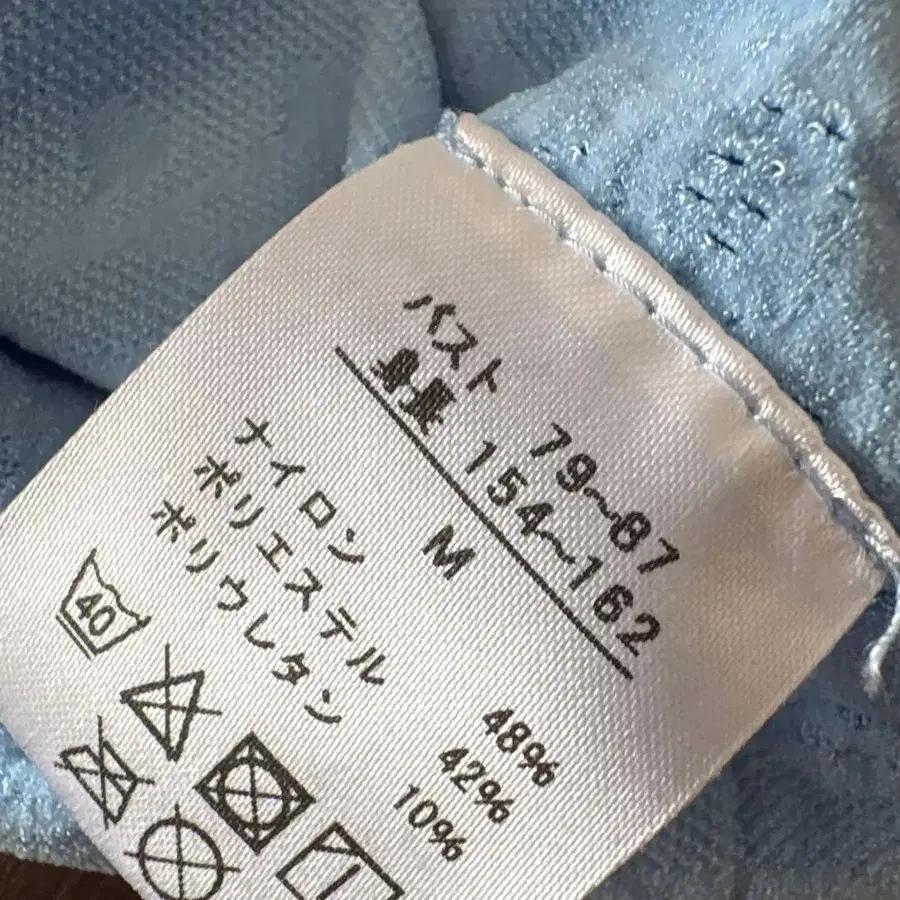 バスト 79~87
身長 154~162
M
ナイロン 48%
ポリエステル 42%
ポリウレタン 10%
40